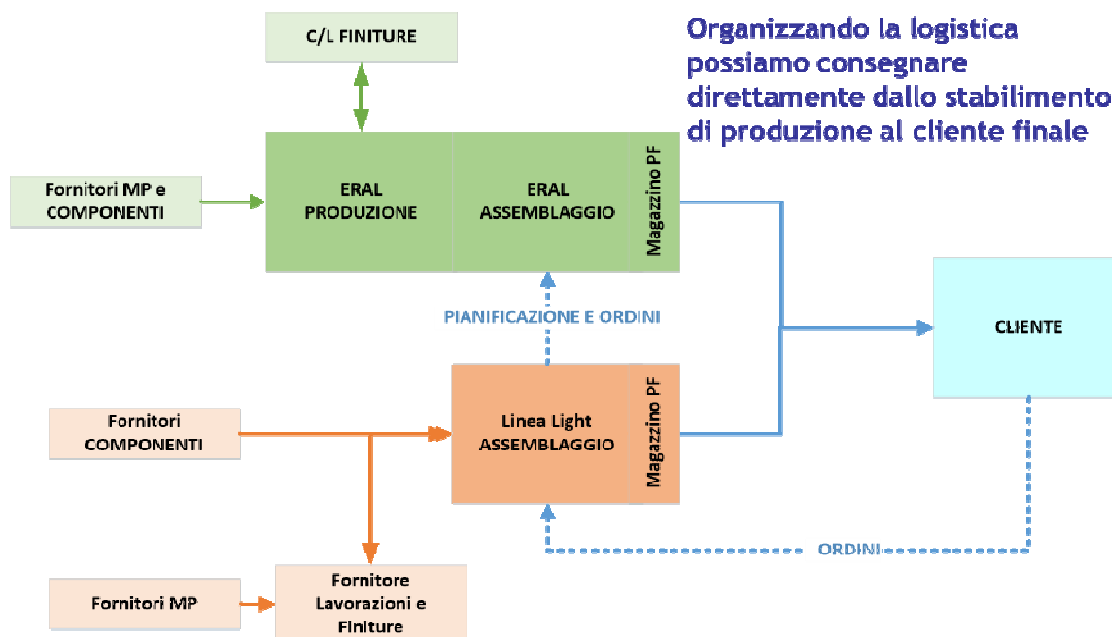 C/L FINITURE
Organizzando la logistica
possiamo consegnare
direttamente dallo stabilimento
di produzione al cliente finale
Fornitori MP e
COMPONENTI
ERAL
PRODUZIONE
ERAL
ASSEMBLAGGIO
Magazzino PF
PIANIFICAZIONE E ORDINI
CLIENTE
Fornitori
COMPONENTI
Linea Light
ASSEMBLAGGIO
Magazzino PF
ORDINI
Fornitori MP
Fornitore
Lavorazioni e
Finiture